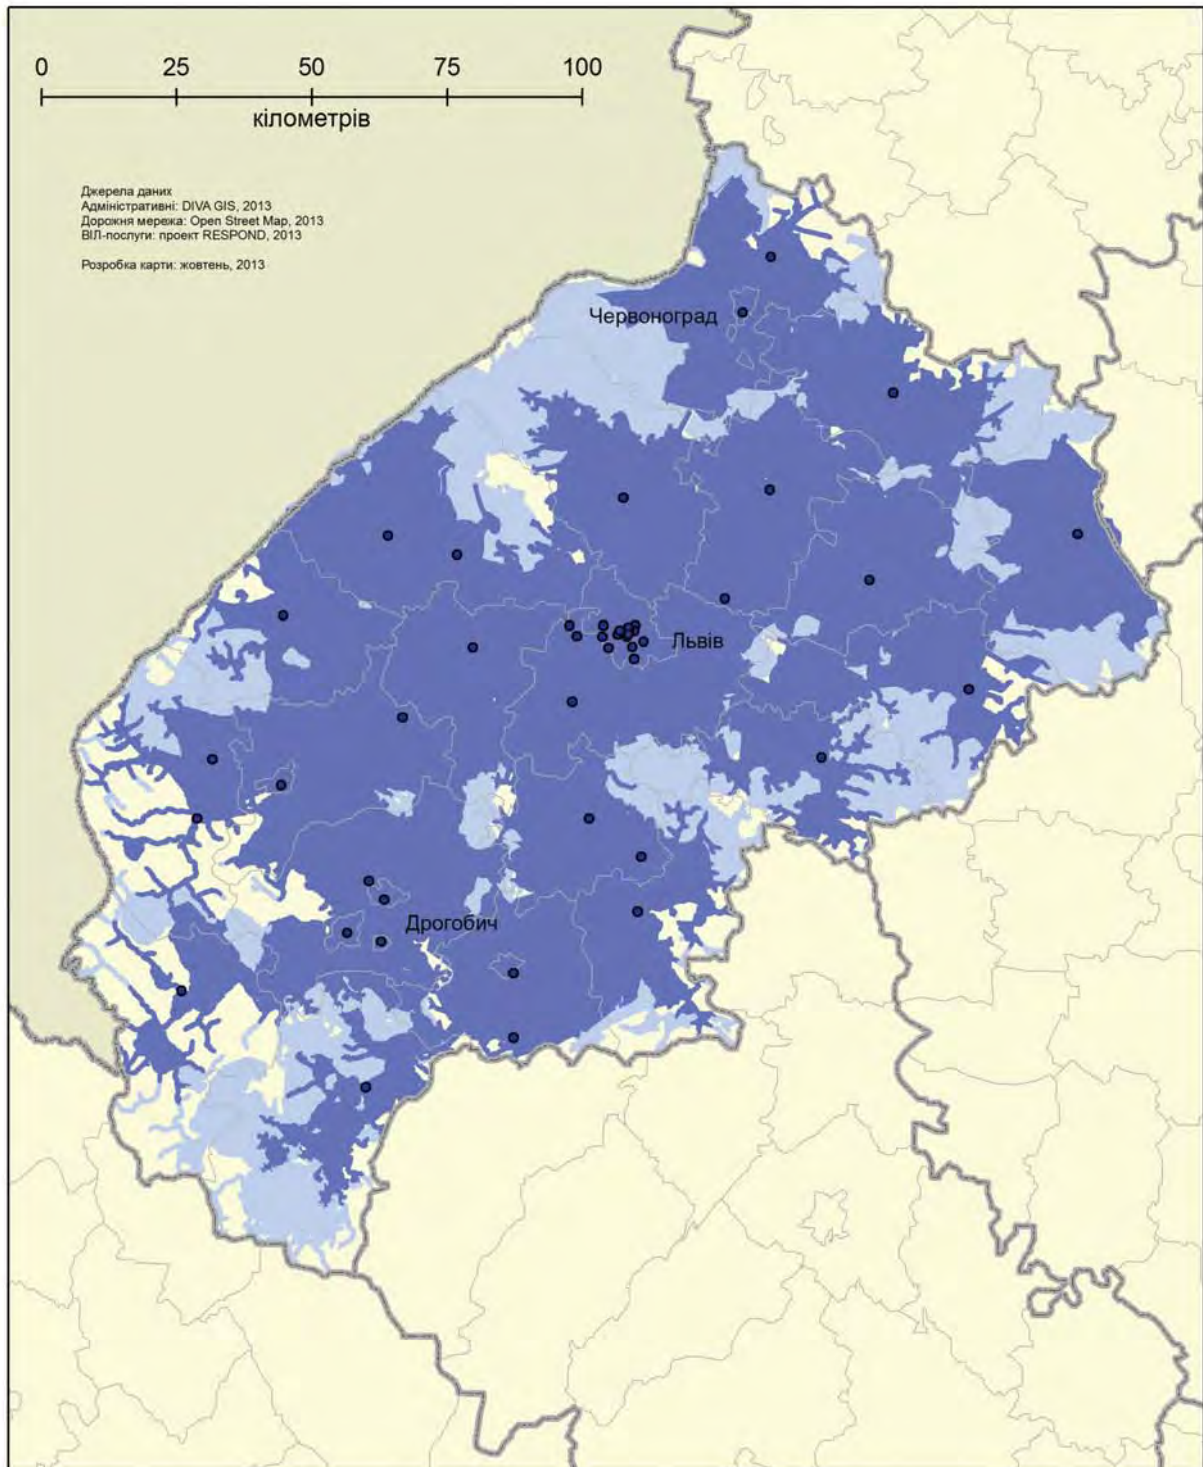 0 25 50 75 100
кілометрів
Джерела даних
Адміністративні: DIVA GIS, 2013
Дорожня мережа: Open Street Map, 2013
ВІЛ-послуги: проект RESPOND, 2013
Розробка карти: жовтень, 2013
Червоноград
Львів
Дрогобич